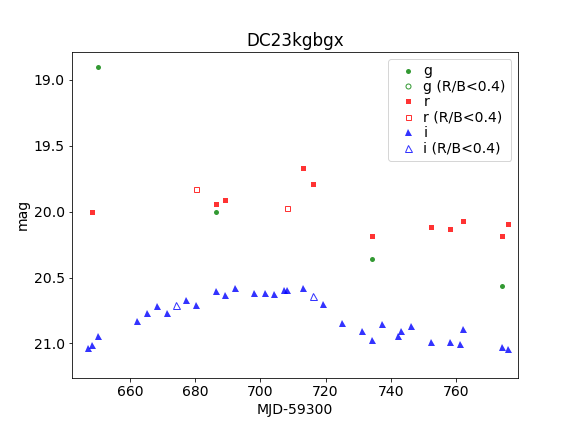 DC23kgbgx
g
g (R/B<0.4)
r
r (R/B<0.4)
i
i (R/B<0.4)
mag
19.0
19.5
20.0
20.5
21.0
660 680 700 720 740 760
MJD-59300